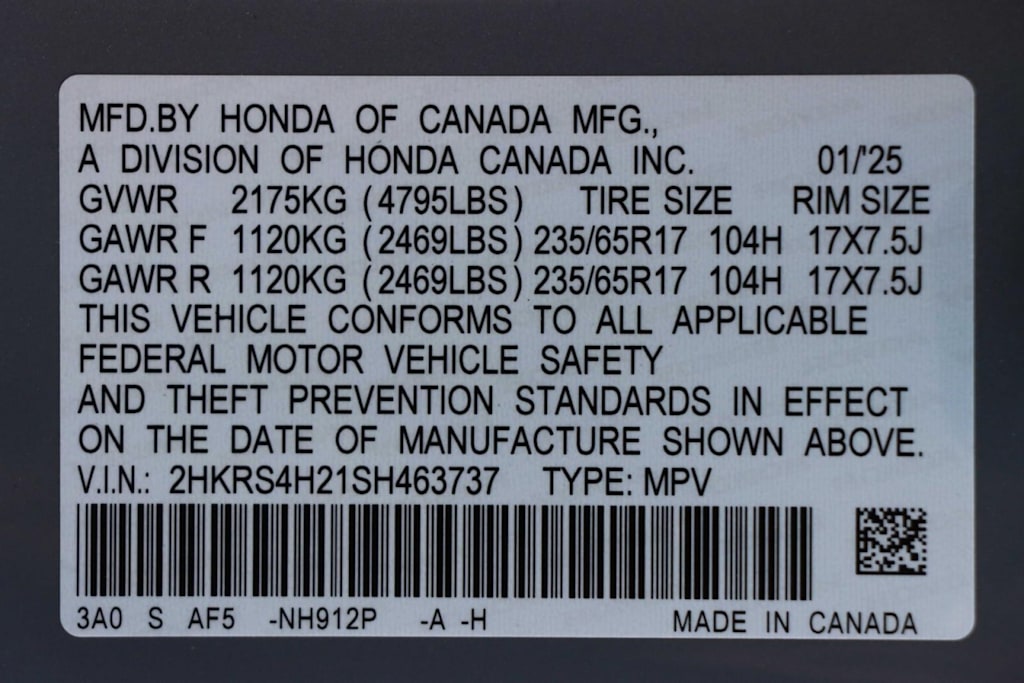 MFD.BY HONDA OF CANADA MFG.,
A DIVISION OF HONDA CANADA INC. 01/'25
GVWR 2175KG (4795LBS) TIRE SIZE RIM SIZE
GAWR F 1120KG (2469LBS) 235/65R17 104H 17X7.5J
GAWR R 1120KG (2469LBS) 235/65R17 104H 17X7.5J
THIS VEHICLE CONFORMS TO ALL APPLICABLE
FEDERAL MOTOR VEHICLE SAFETY
AND THEFT PREVENTION STANDARDS IN EFFECT
ON THE DATE OF MANUFACTURE SHOWN ABOVE.
V.I.N.: 2HKRS4H21SH463737 TYPE: MPV
3A0 S AF5 -NH912P -A -H MADE IN CANADA